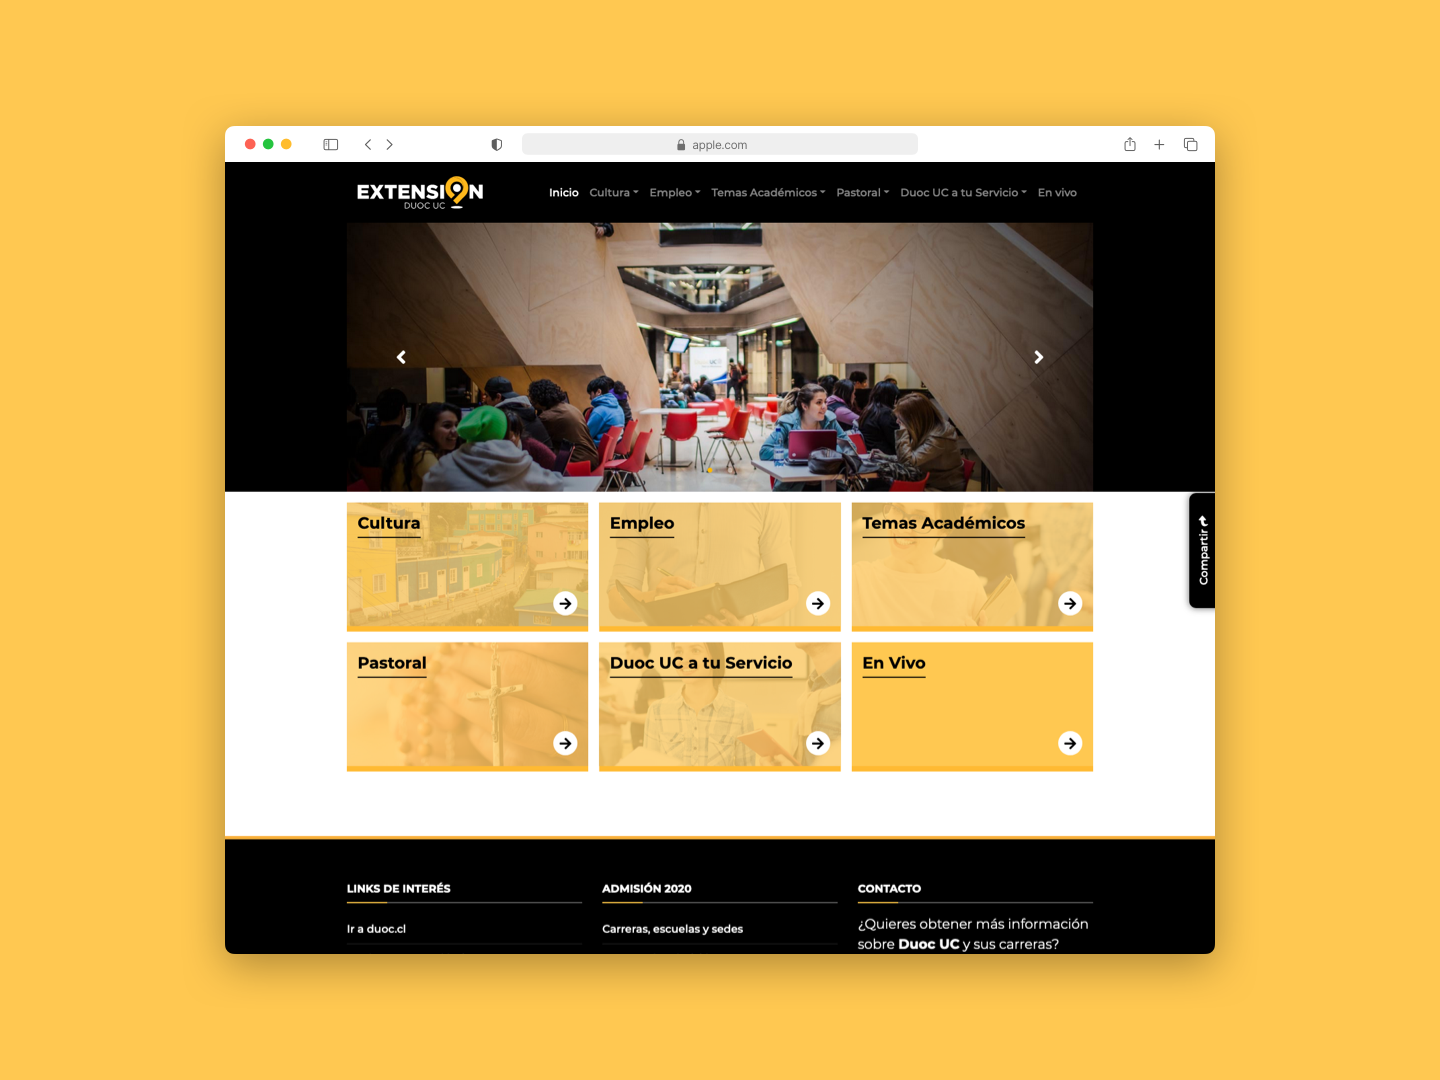 apple.com
EXTENSIÓN
DUOC UC
Inicio Cultura Empleo Temas Académicos Pastoral Duoc UC a tu Servicio En vivo
Cultura
Empleo
Temas Académicos
Compartir
Pastoral
Duoc UC a tu Servicio
En Vivo
LINKS DE INTERÉS
Ir a duoc.cl
ADMISIÓN 2020
Carreras, escuelas y sedes
CONTACTO
¿Quieres obtener más información
sobre Duoc UC y sus carreras?